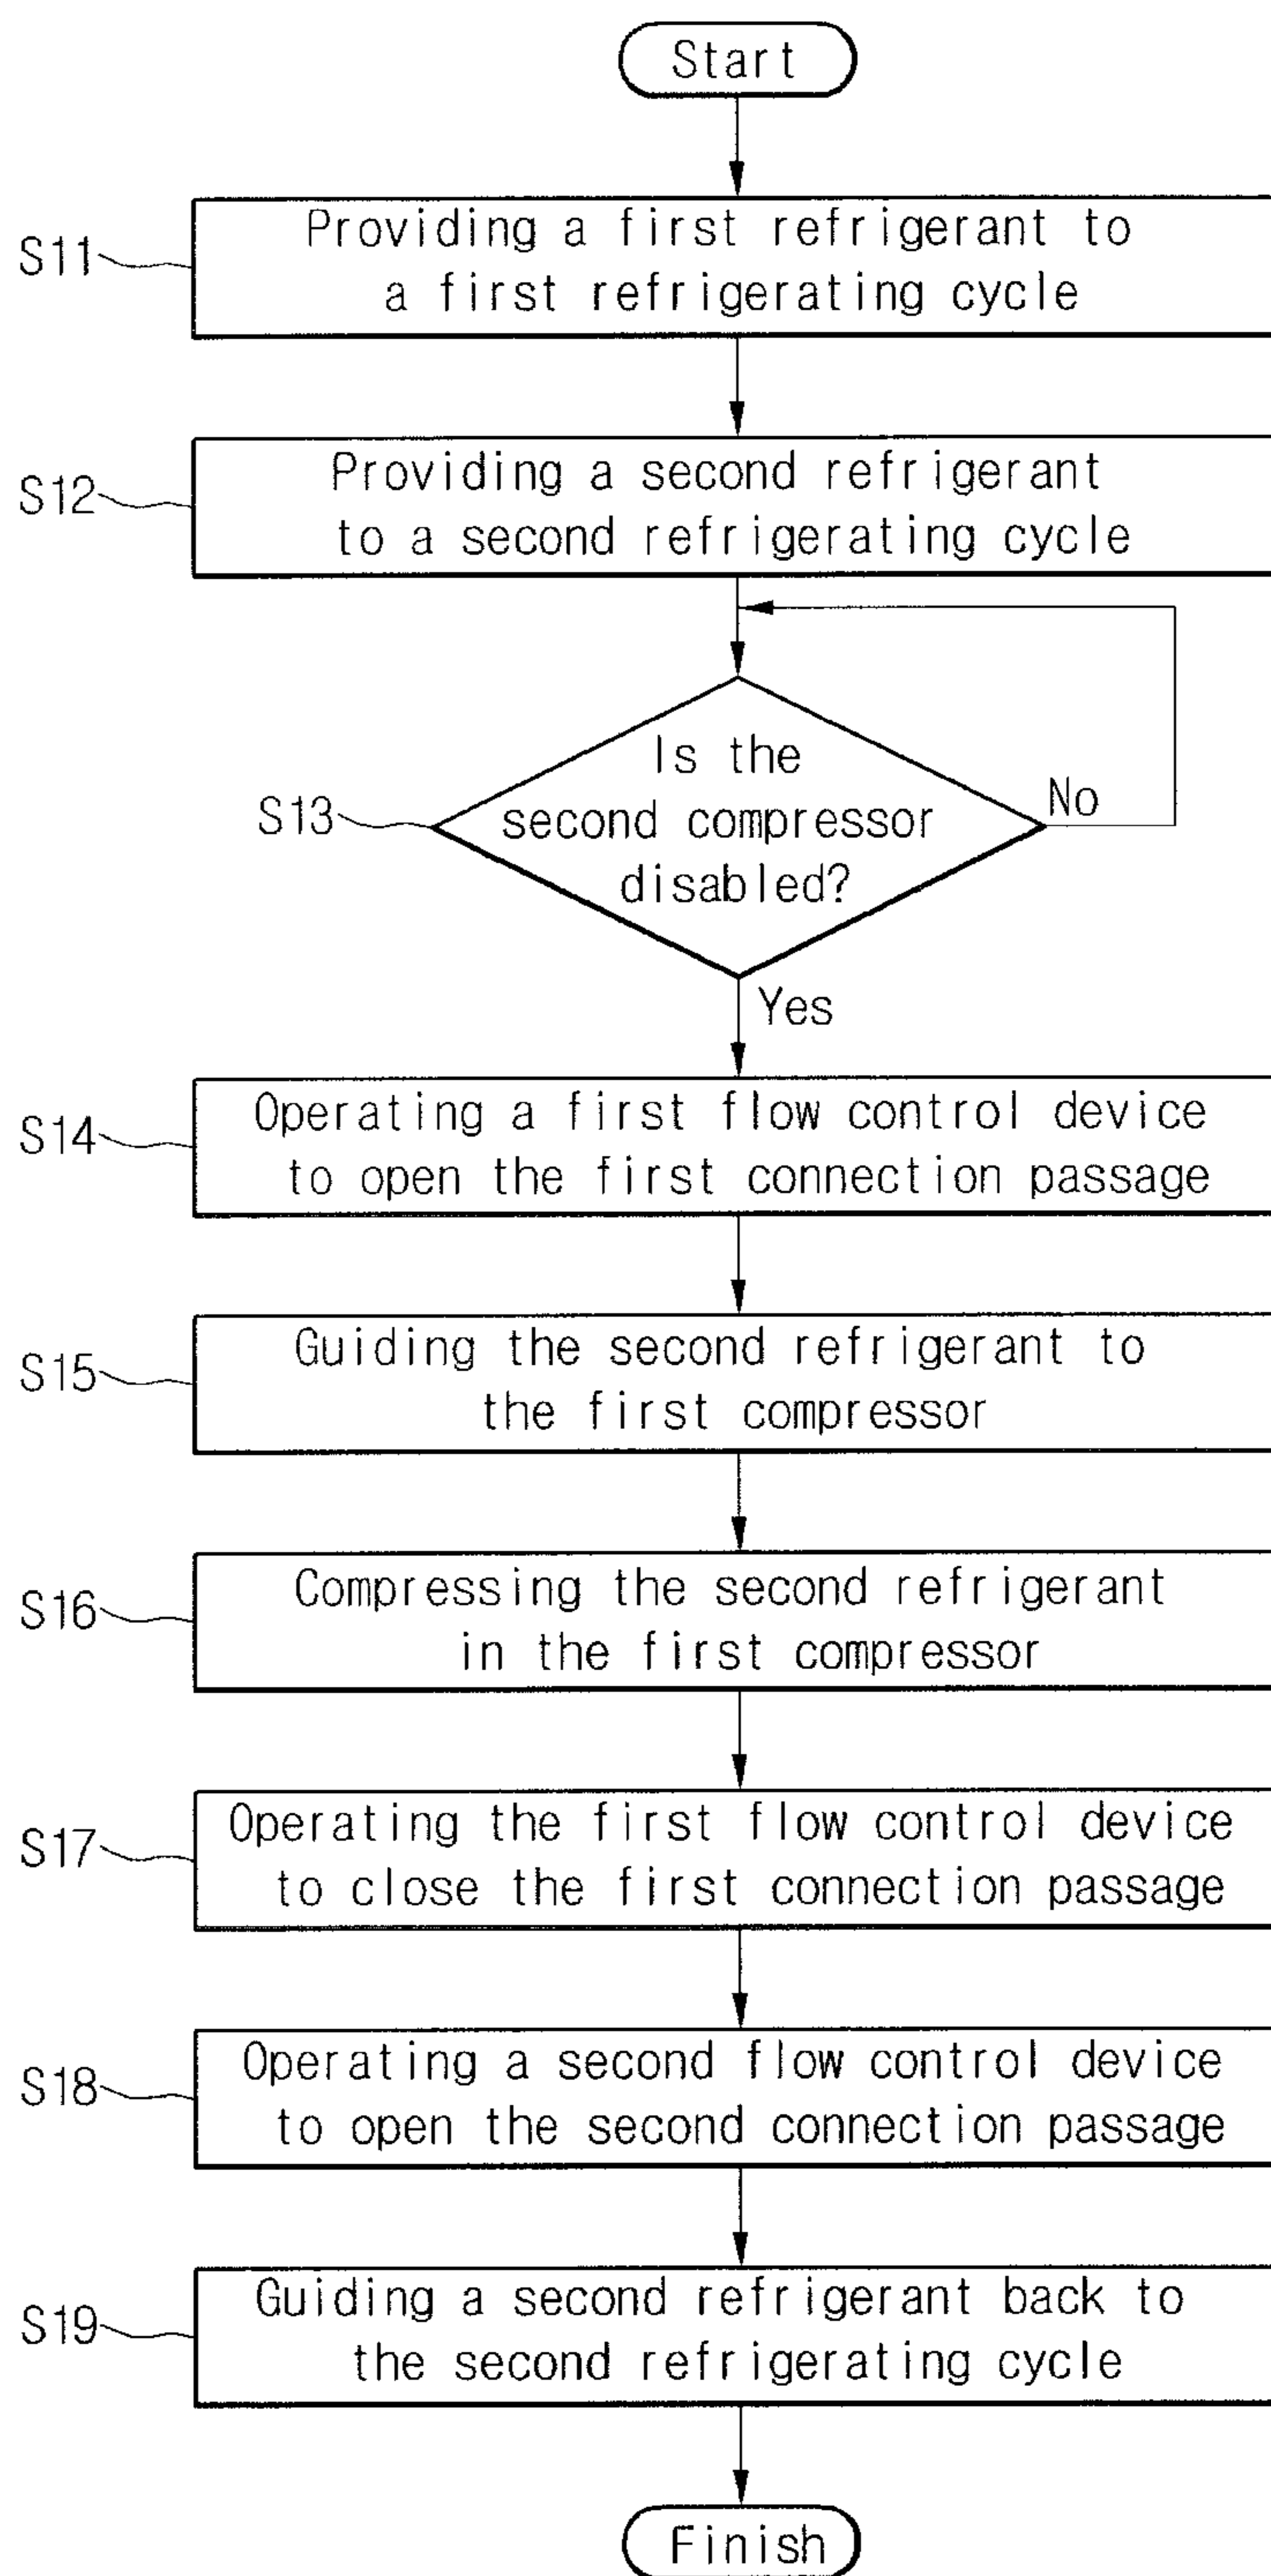 Start
S11
Providing a first refrigerant to
a first refrigerating cycle
S12
Providing a second refrigerant
to a second refrigerating cycle
S13
Is the
second compressor
disabled?
No
Yes
S14
Operating a first flow control device
to open the first connection passage
S15
Guiding the second refrigerant to
the first compressor
S16
Compressing the second refrigerant
in the first compressor
S17
Operating the first flow control device
to close the first connection passage
S18
Operating a second flow control device
to open the second connection passage
S19
Guiding a second refrigerant back to
the second refrigerating cycle
Finish